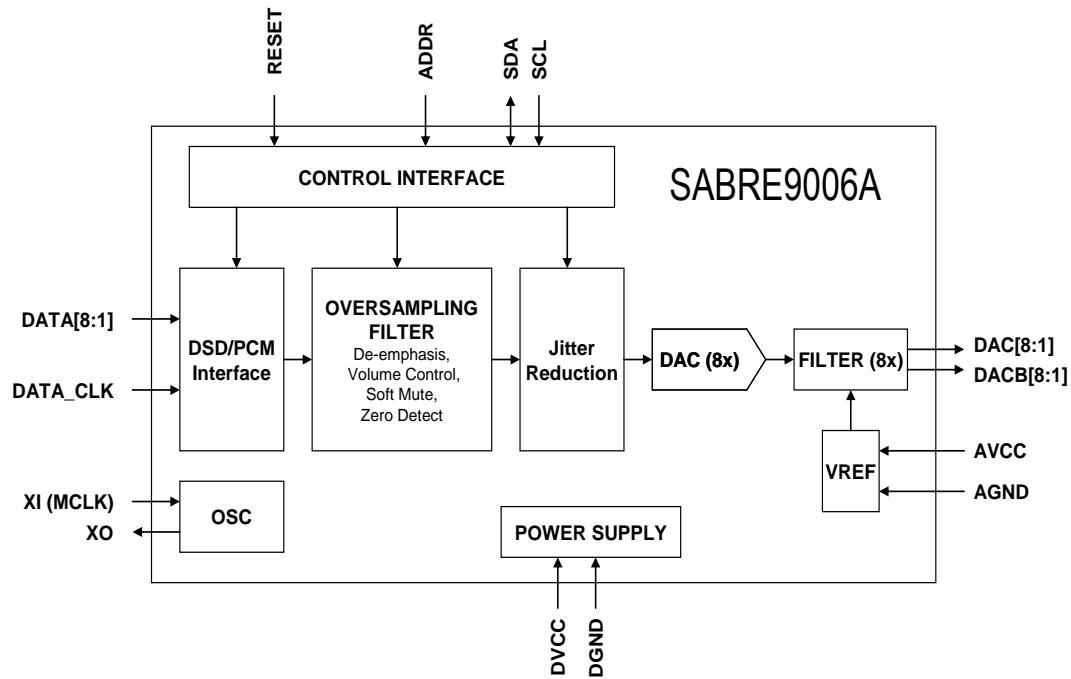 RESET
ADDR
SDA
SCL
CONTROL INTERFACE
SABRE9006A
DATA[8:1]
DATA_CLK
DSD/PCM
Interface
OVERSAMPLING
FILTER
De-emphasis,
Volume Control,
Soft Mute,
Zero Detect
Jitter
Reduction
DAC (8x)
FILTER (8x)
DAC[8:1]
DACB[8:1]
VREF
AVCC
AGND
XI (MCLK)
XO
OSC
POWER SUPPLY
DVCC
DGND